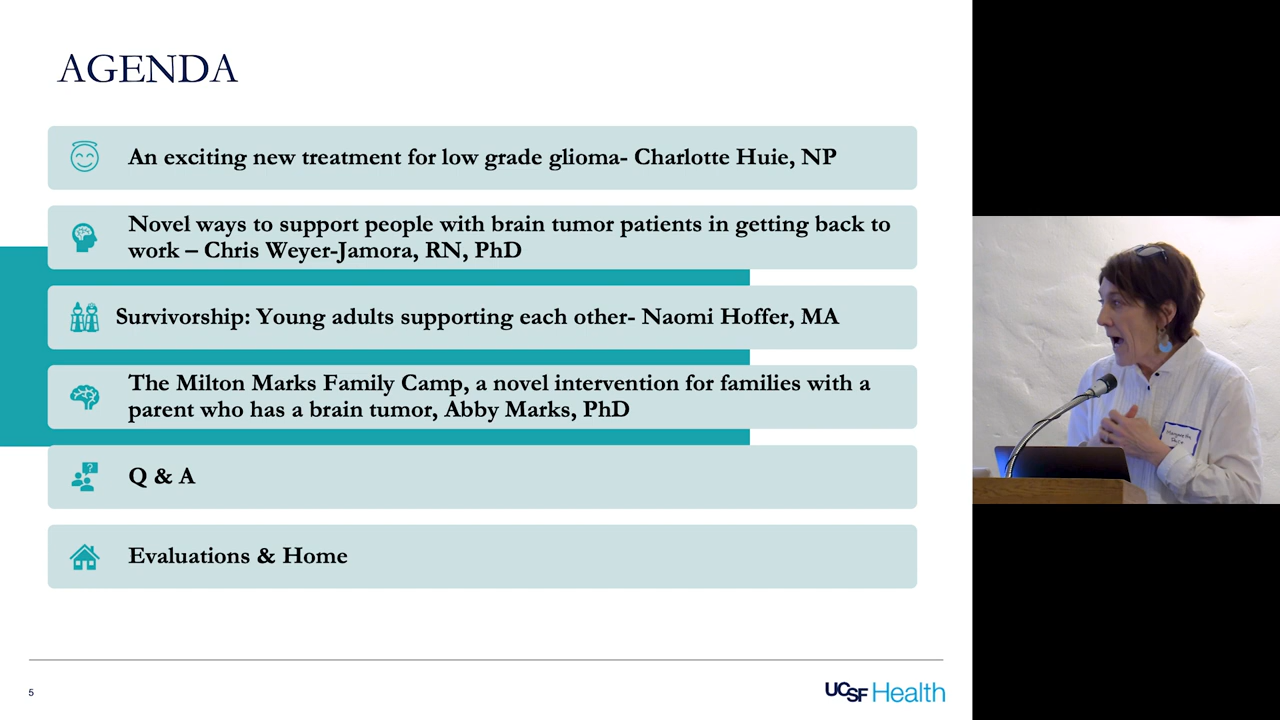 AGENDA
An exciting new treatment for low grade glioma- Charlotte Huie, NP
Novel ways to support people with brain tumor patients in getting back to
work – Chris Weyer-Jamora, RN, PhD
Survivorship: Young adults supporting each other- Naomi Hoffer, MA
The Milton Marks Family Camp, a novel intervention for families with a
parent who has a brain tumor, Abby Marks, PhD
?
Q & A
Evaluations & Home
5
UCSF Health